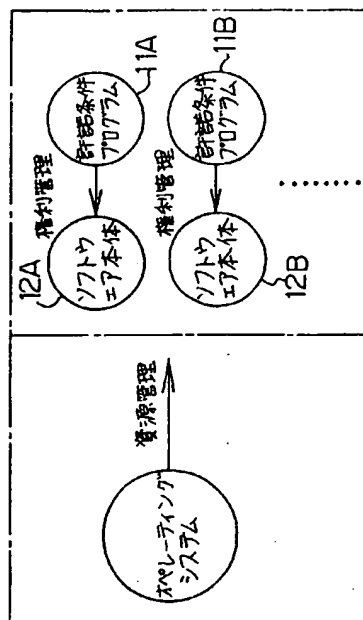 オペレーティング
システム
資源管理
12A
ソフトウ
ェア本体
権利管理
許諾条件
プログラム
11A
12B
ソフトウ
ェア本体
権利管理
許諾条件
プログラム
11B